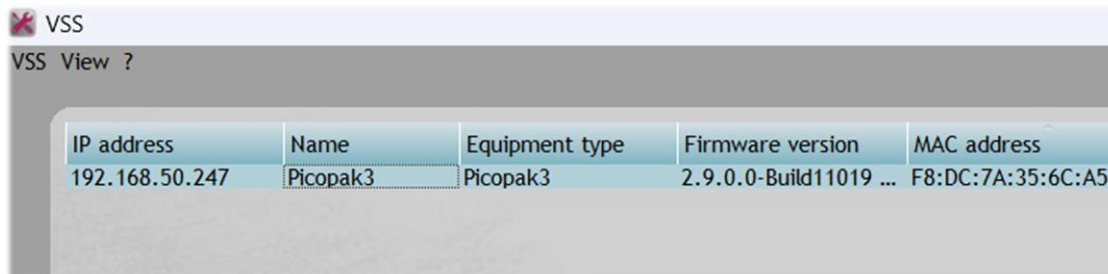 VSS
VSS View ?
IP address Name Equipment type Firmware version MAC address
192.168.50.247 Picopak3 Picopak3 2.9.0.0-Build11019 ... F8:DC:7A:35:6C:A5